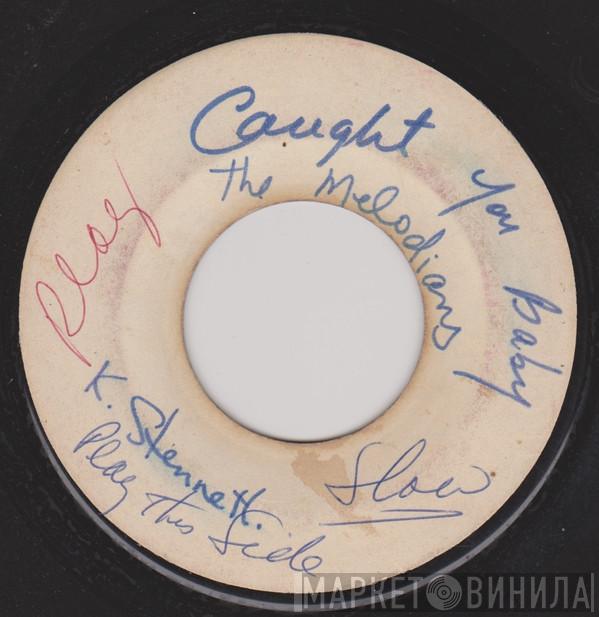 Caught You Baby
The Melodians
Play
K. Stennett.
Play This Side
Slow
МАРКЕТ ВИНИЛА